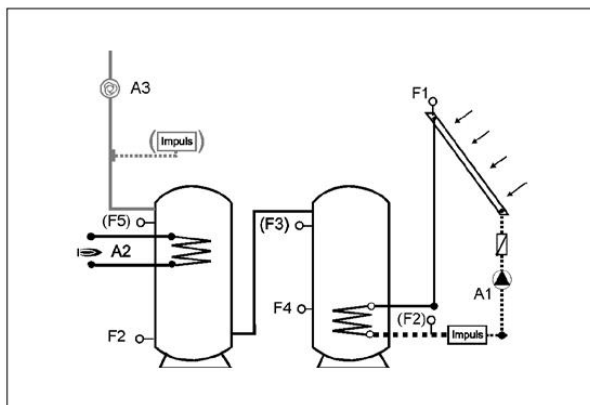 A3
F1
(Impuls)
(F5)
(F3)
A2
F4
A1
F2
(F2)
Impuls